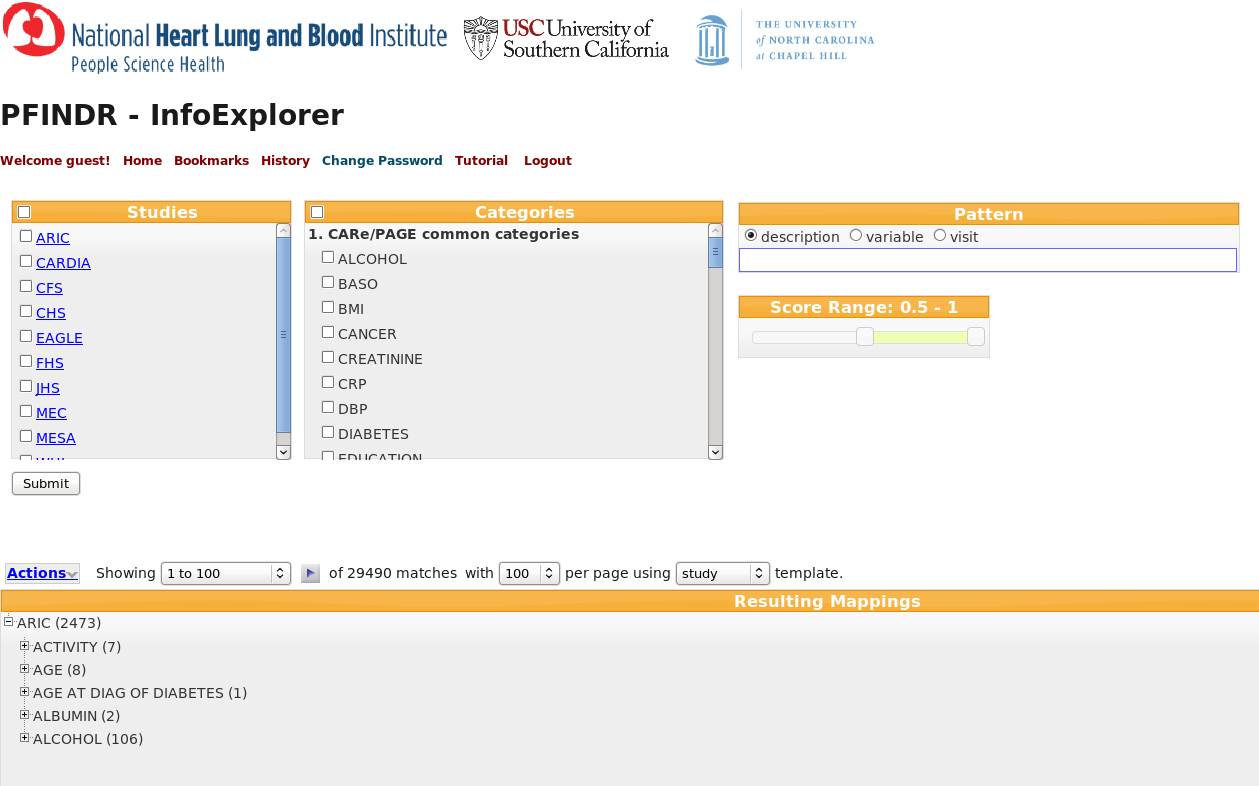 National Heart Lung and Blood Institute
People Science Health
USC University of
Southern California
THE UNIVERSITY
of NORTH CAROLINA
at CHAPEL HILL
PFINDR - InfoExplorer
Welcome guest! Home Bookmarks History Change Password Tutorial Logout
Studies
ARIC
CARDIA
CFS
CHS
EAGLE
FHS
JHS
MEC
MESA
Categories
1. CARe/PAGE common categories
ALCOHOL
BASO
BMI
CANCER
CREATININE
CRP
DBP
DIABETES
EDUCATION
Pattern
description variable visit
Score Range: 0.5 - 1
Submit
Actions Showing 1 to 100 of 29490 matches with 100 per page using study template.
Resulting Mappings
ARIC (2473)
ACTIVITY (7)
AGE (8)
AGE AT DIAG OF DIABETES (1)
ALBUMIN (2)
ALCOHOL (106)